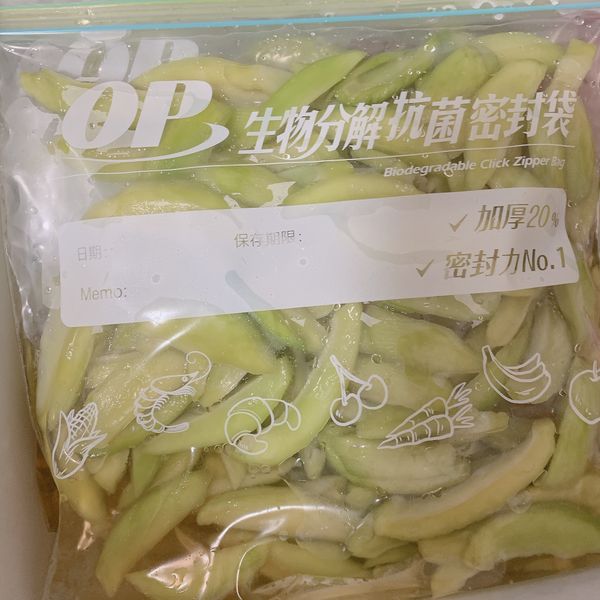 OP
生物分解抗菌密封袋
Biodegradable Click Zipper Bag
日期:
保存期限:
✓ 加厚20%
Memo:
✓ 密封力No.1